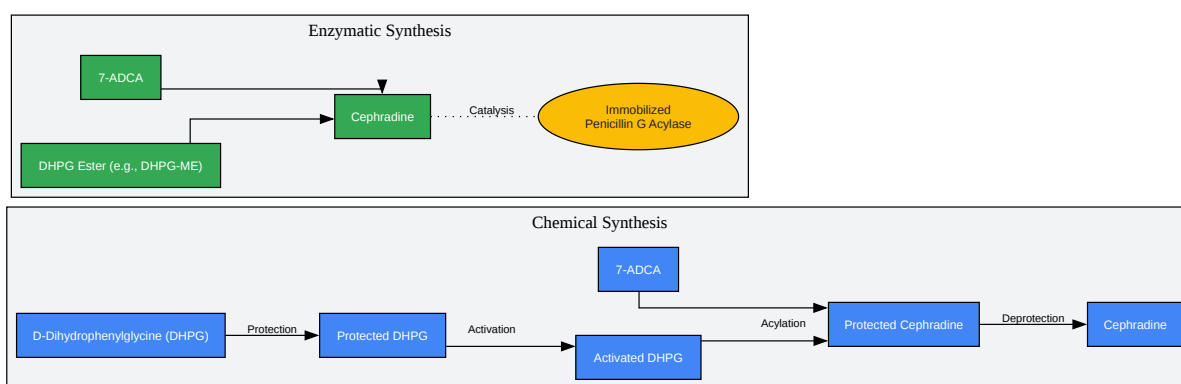 Enzymatic Synthesis
7-ADCA
Cephradine
Catalysis
Immobilized
Penicillin G Acylase
DHPG Ester (e.g., DHPG-ME)
Chemical Synthesis
7-ADCA
D-Dihydrophenylglycine (DHPG)
Protection
Protected DHPG
Activation
Activated DHPG
Acylation
Protected Cephradine
Deprotection
Cephradine